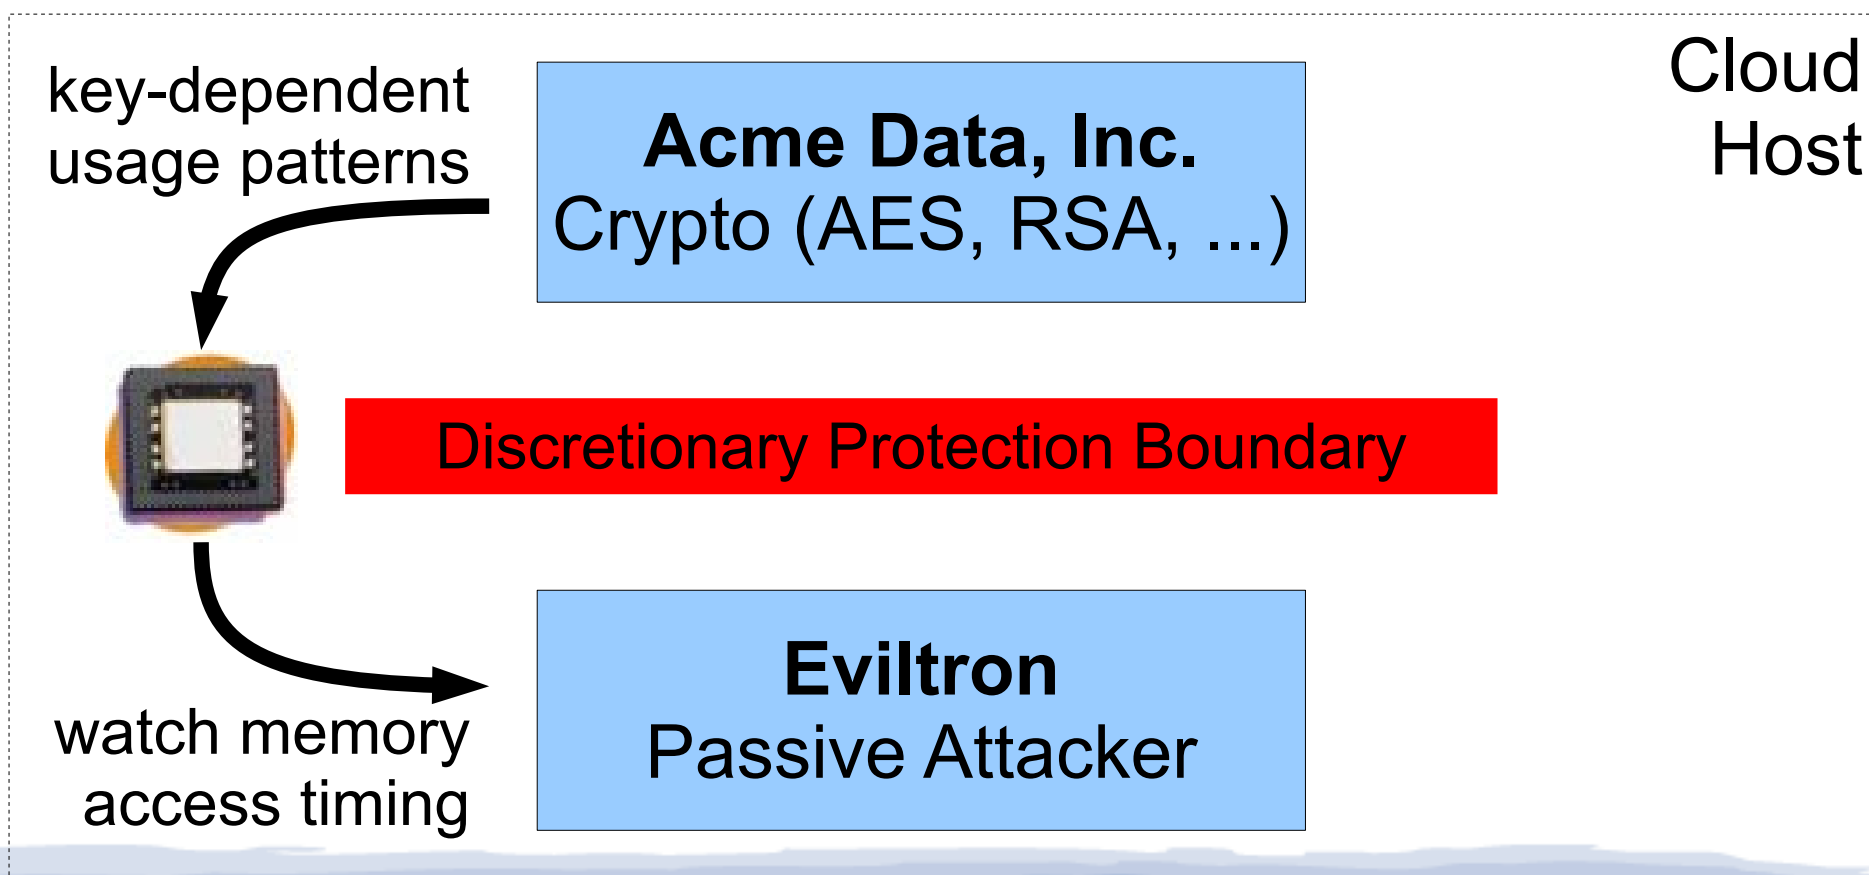 key-dependent
usage patterns
Acme Data, Inc.
Crypto (AES, RSA, ...)
Cloud
Host
Discretionary Protection Boundary
Eviltron
Passive Attacker
watch memory
access timing